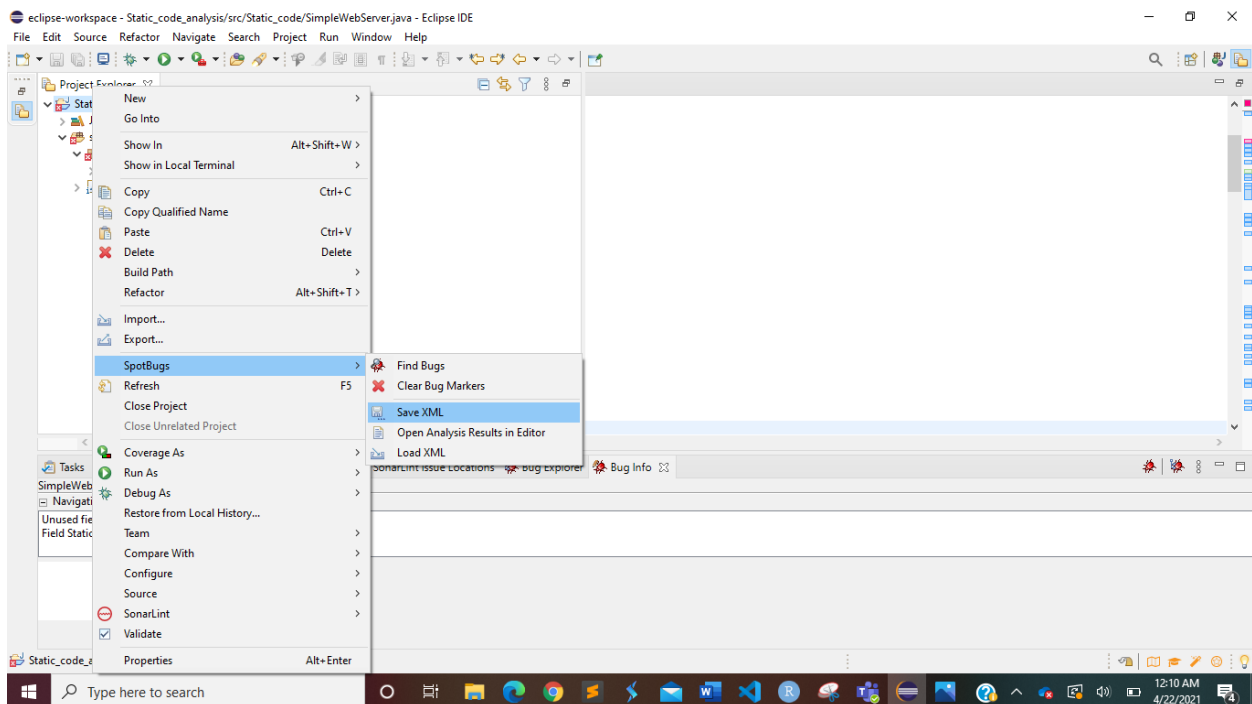 eclipse-workspace - Static_code_analysis/src/Static_code/SimpleWebServer.java - Eclipse IDE
File Edit Source Refactor Navigate Search Project Run Window Help
Project Explorer
Stat
New
Go Into
Show In Alt+Shift+W >
Show in Local Terminal
Copy Ctrl+C
Copy Qualified Name
Paste Ctrl+V
Delete Delete
Build Path
Refactor Alt+Shift+T >
Import...
Export...
SpotBugs
Find Bugs
Refresh F5
Clear Bug Markers
Close Project
Save XML
Close Unrelated Project
Open Analysis Results in Editor
Coverage As
Load XML
Tasks
Run As
SonarLint Issue Locations Bug Explorer Bug Info
SimpleWeb
Debug As
Navigati
Restore from Local History...
Unused fie
Field Static
Team
Compare With
Configure
Source
SonarLint
Validate
Static_code_a
Properties Alt+Enter
Type here to search
12:10 AM
4/22/2021